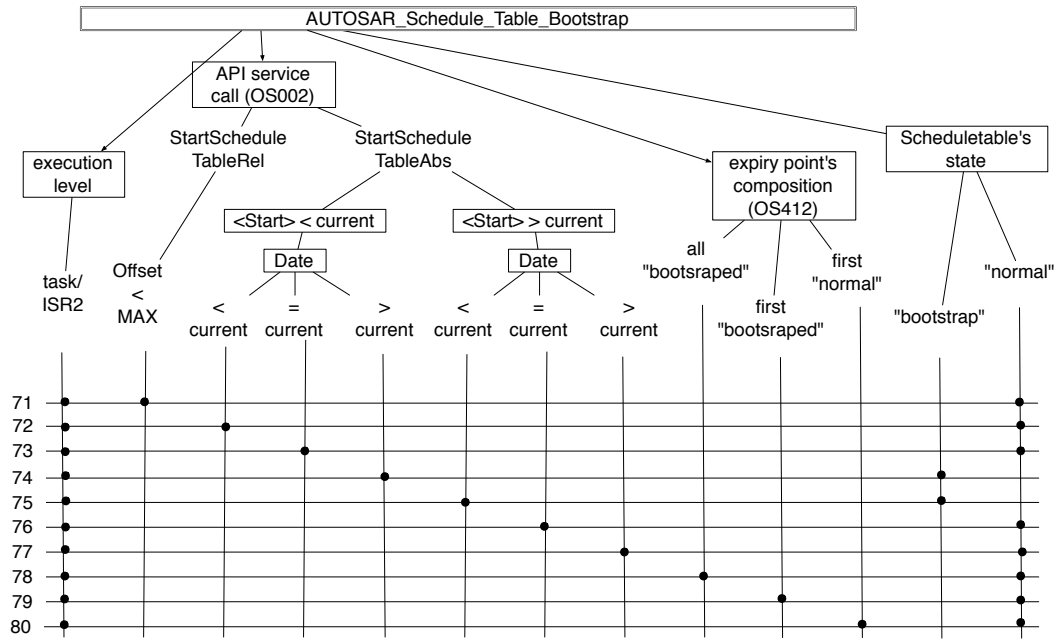 AUTOSAR_Schedule_Table_Bootstrap
API service
call (OS002)
StartSchedule
TableRel
StartSchedule
TableAbs
Scheduletable's
state
execution
level
expiry point's
composition
(OS412)
<Start> < current
<Start> > current
Date
Date
all
"bootsraped"
first
"normal"
"normal"
task/
ISR2
Offset
<
MAX
<
current
=
current
>
current
<
current
=
current
>
current
first
"bootsraped"
"bootstrap"
71
72
73
74
75
76
77
78
79
80